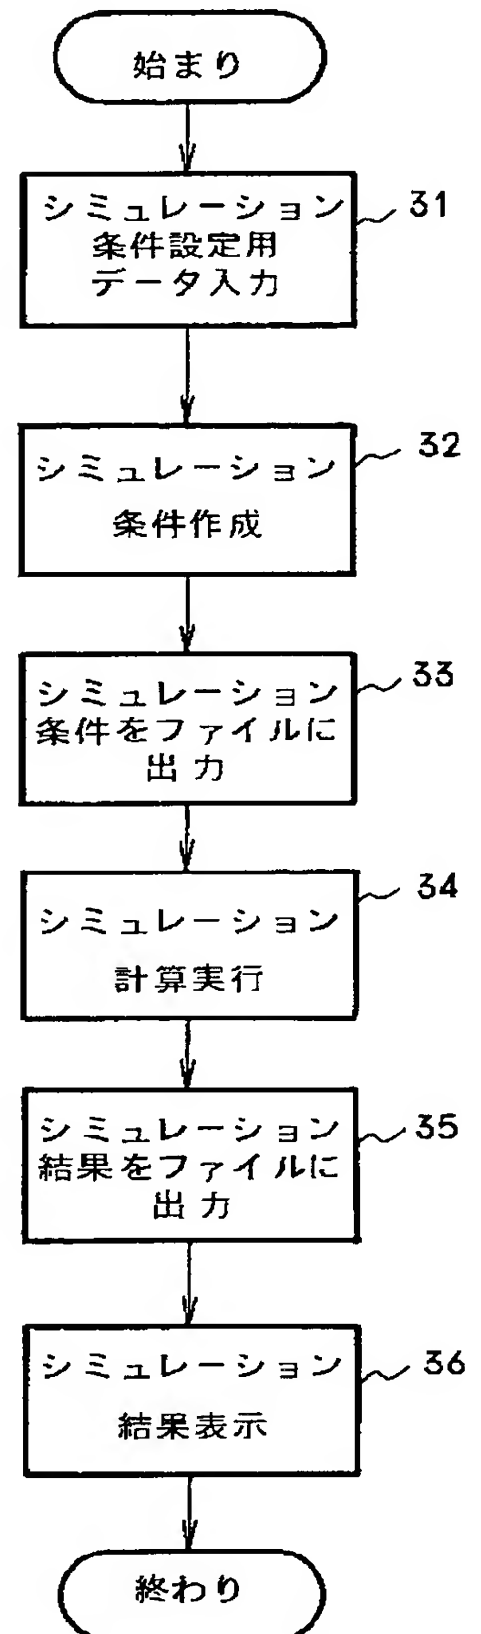 始まり
シミュレーション
条件設定用
データ入力
31
シミュレーション
条件作成
32
シミュレーション
条件をファイルに
出力
33
シミュレーション
計算実行
34
シミュレーション
結果をファイルに
出力
35
シミュレーション
結果表示
36
終わり